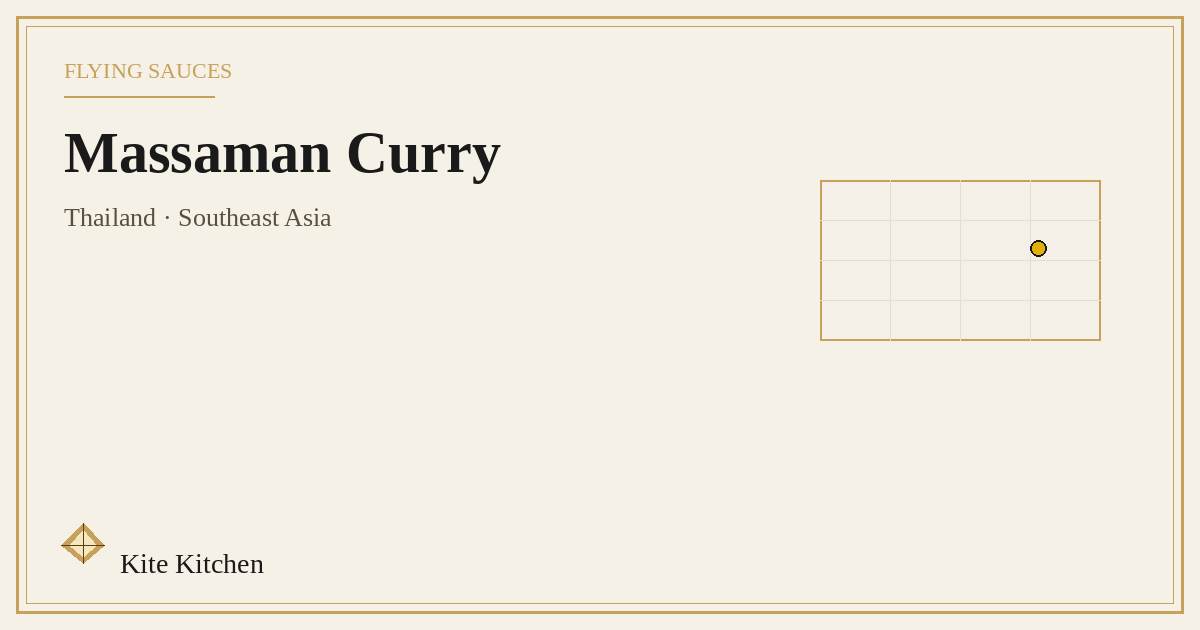 FLYING SAUCES
Massaman Curry
Thailand · Southeast Asia
Kite Kitchen